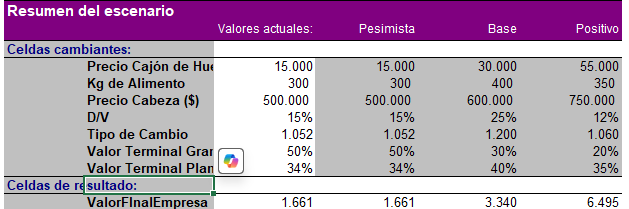 Resumen del escenario
Valores actuales: Pesimista Base Positivo
Celdas cambiantes:
Precio Cajón de Hue 15.000 15.000 30.000 55.000
Kg de Alimento 300 300 400 350
Precio Cabeza ($) 500.000 500.000 600.000 750.000
D/V 15% 15% 25% 12%
Tipo de Cambio 1.052 1.052 1.200 1.060
Valor Terminal Gran 50% 50% 30% 20%
Valor Terminal Plan 34% 34% 40% 35%
Celdas de resultado:
ValorFInalEmpresa 1.661 1.661 3.340 6.495